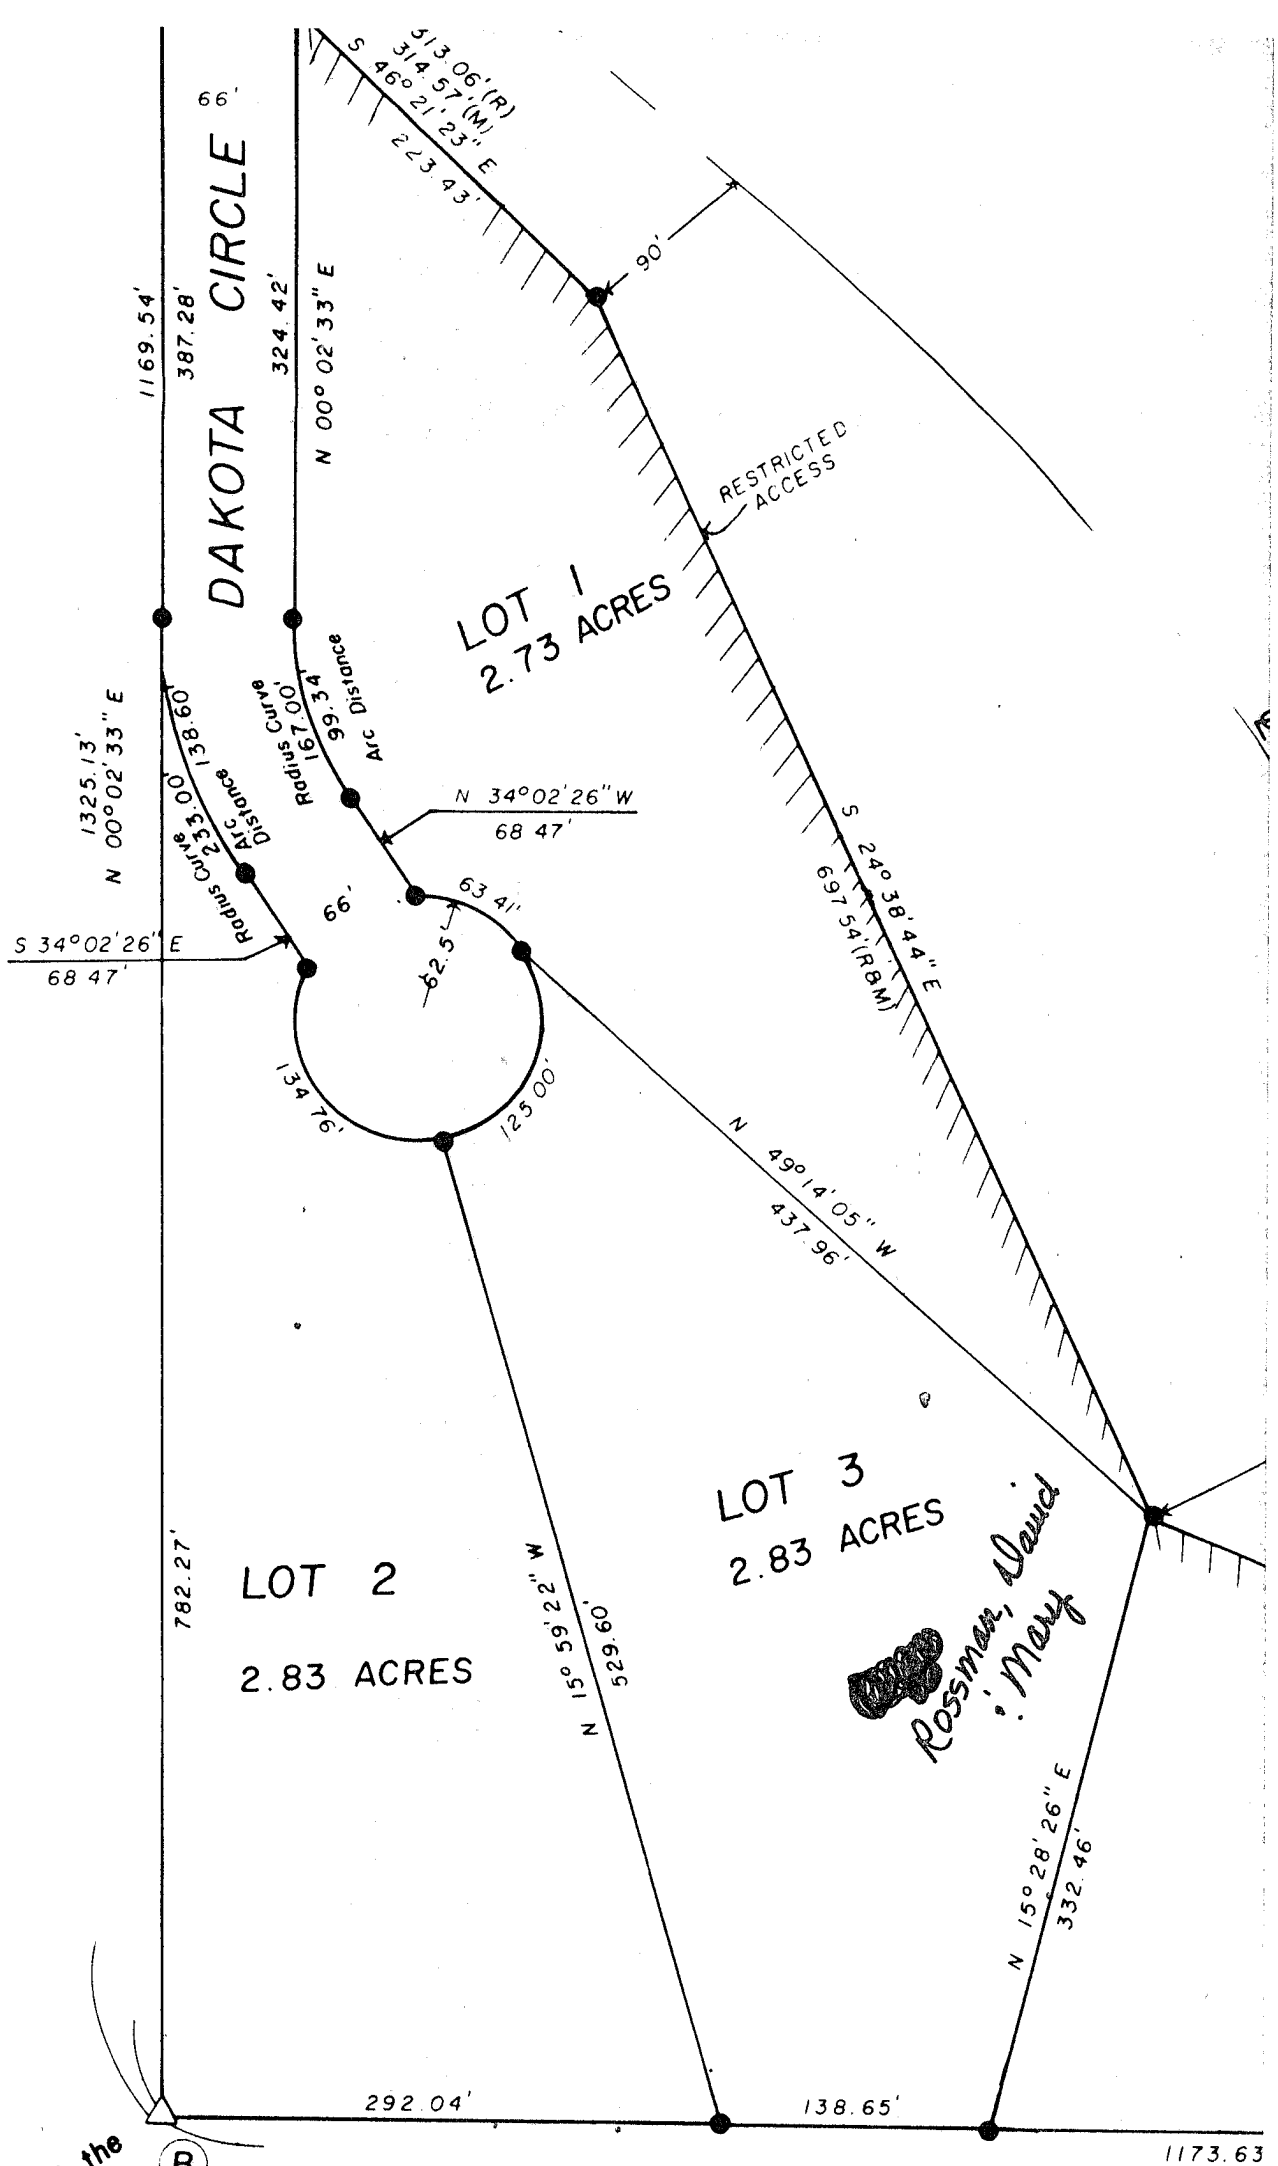 313.06'(R)
314.57'(M)
S 46° 21' 23" E
223.43'
66'
90'
DAKOTA CIRCLE
1169.54'
387.28'
324.42'
N 00° 02' 33" E
RESTRICTED
ACCESS
LOT 1
2.73 ACRES
1325.13'
N 00° 02' 33" E
138.60'
Arc
Distance
Radius Curve
233.00'
Radius Curve
167.00'
99.34'
Arc Distance
N 34° 02' 26" W
68 47'
S 34° 02' 26" E
68 47'
66'
63 41'
62.5'
134 76'
125 00'
S 24° 38' 44" E
697 54'(R&M)
N 49° 14' 05" W
437.96'
LOT 3
2.83 ACRES
Rossman, David
: Mary
LOT 2
2.83 ACRES
782.27'
N 15° 59' 22" W
529.60'
N 15° 28' 26" E
332.46'
292.04'
138.65'
1173.63
the
B